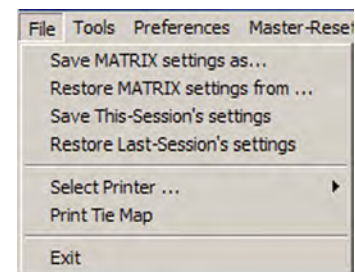 File Tools Preferences Master-Reset
Save MATRIX settings as...
Restore MATRIX settings from ...
Save This-Session's settings
Restore Last-Session's settings
Select Printer ...
Print Tie Map
Exit